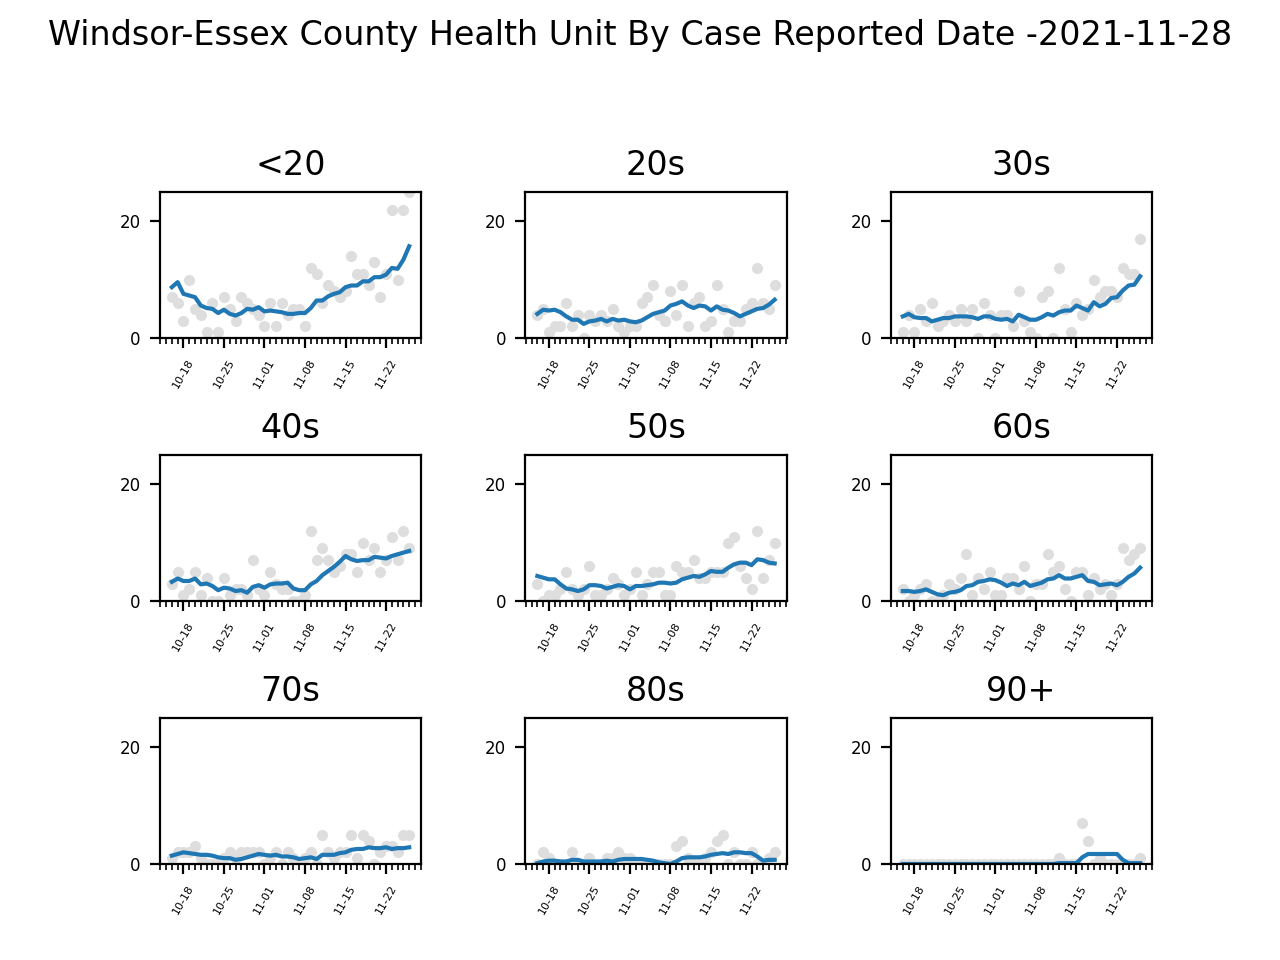 Windsor-Essex County Health Unit By Case Reported Date -2021-11-28
<20 20s 30s
20 20 20
0 0 0
10-18 10-25 11-01 11-08 11-15 11-22 10-18 10-25 11-01 11-08 11-15 11-22 10-18 10-25 11-01 11-08 11-15 11-22
40s 50s 60s
20 20 20
0 0 0
10-18 10-25 11-01 11-08 11-15 11-22 10-18 10-25 11-01 11-08 11-15 11-22 10-18 10-25 11-01 11-08 11-15 11-22
70s 80s 90+
20 20 20
0 0 0
10-18 10-25 11-01 11-08 11-15 11-22 10-18 10-25 11-01 11-08 11-15 11-22 10-18 10-25 11-01 11-08 11-15 11-22